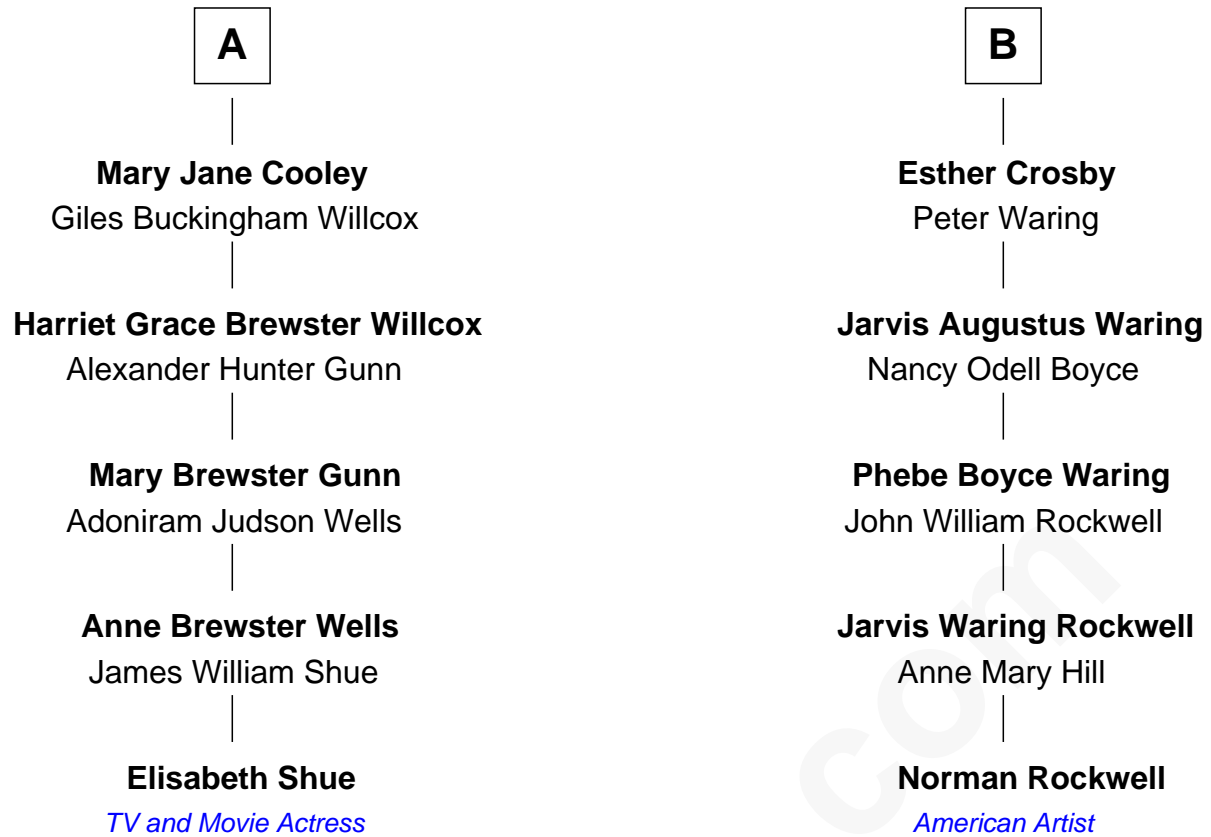 A
Mary Jane Cooley
Giles Buckingham Willcox
Harriet Grace Brewster Willcox
Alexander Hunter Gunn
Mary Brewster Gunn
Adoniram Judson Wells
Anne Brewster Wells
James William Shue
Elisabeth Shue
TV and Movie Actress
B
Esther Crosby
Peter Waring
Jarvis Augustus Waring
Nancy Odell Boyce
Phebe Boyce Waring
John William Rockwell
Jarvis Waring Rockwell
Anne Mary Hill
Norman Rockwell
American Artist
com